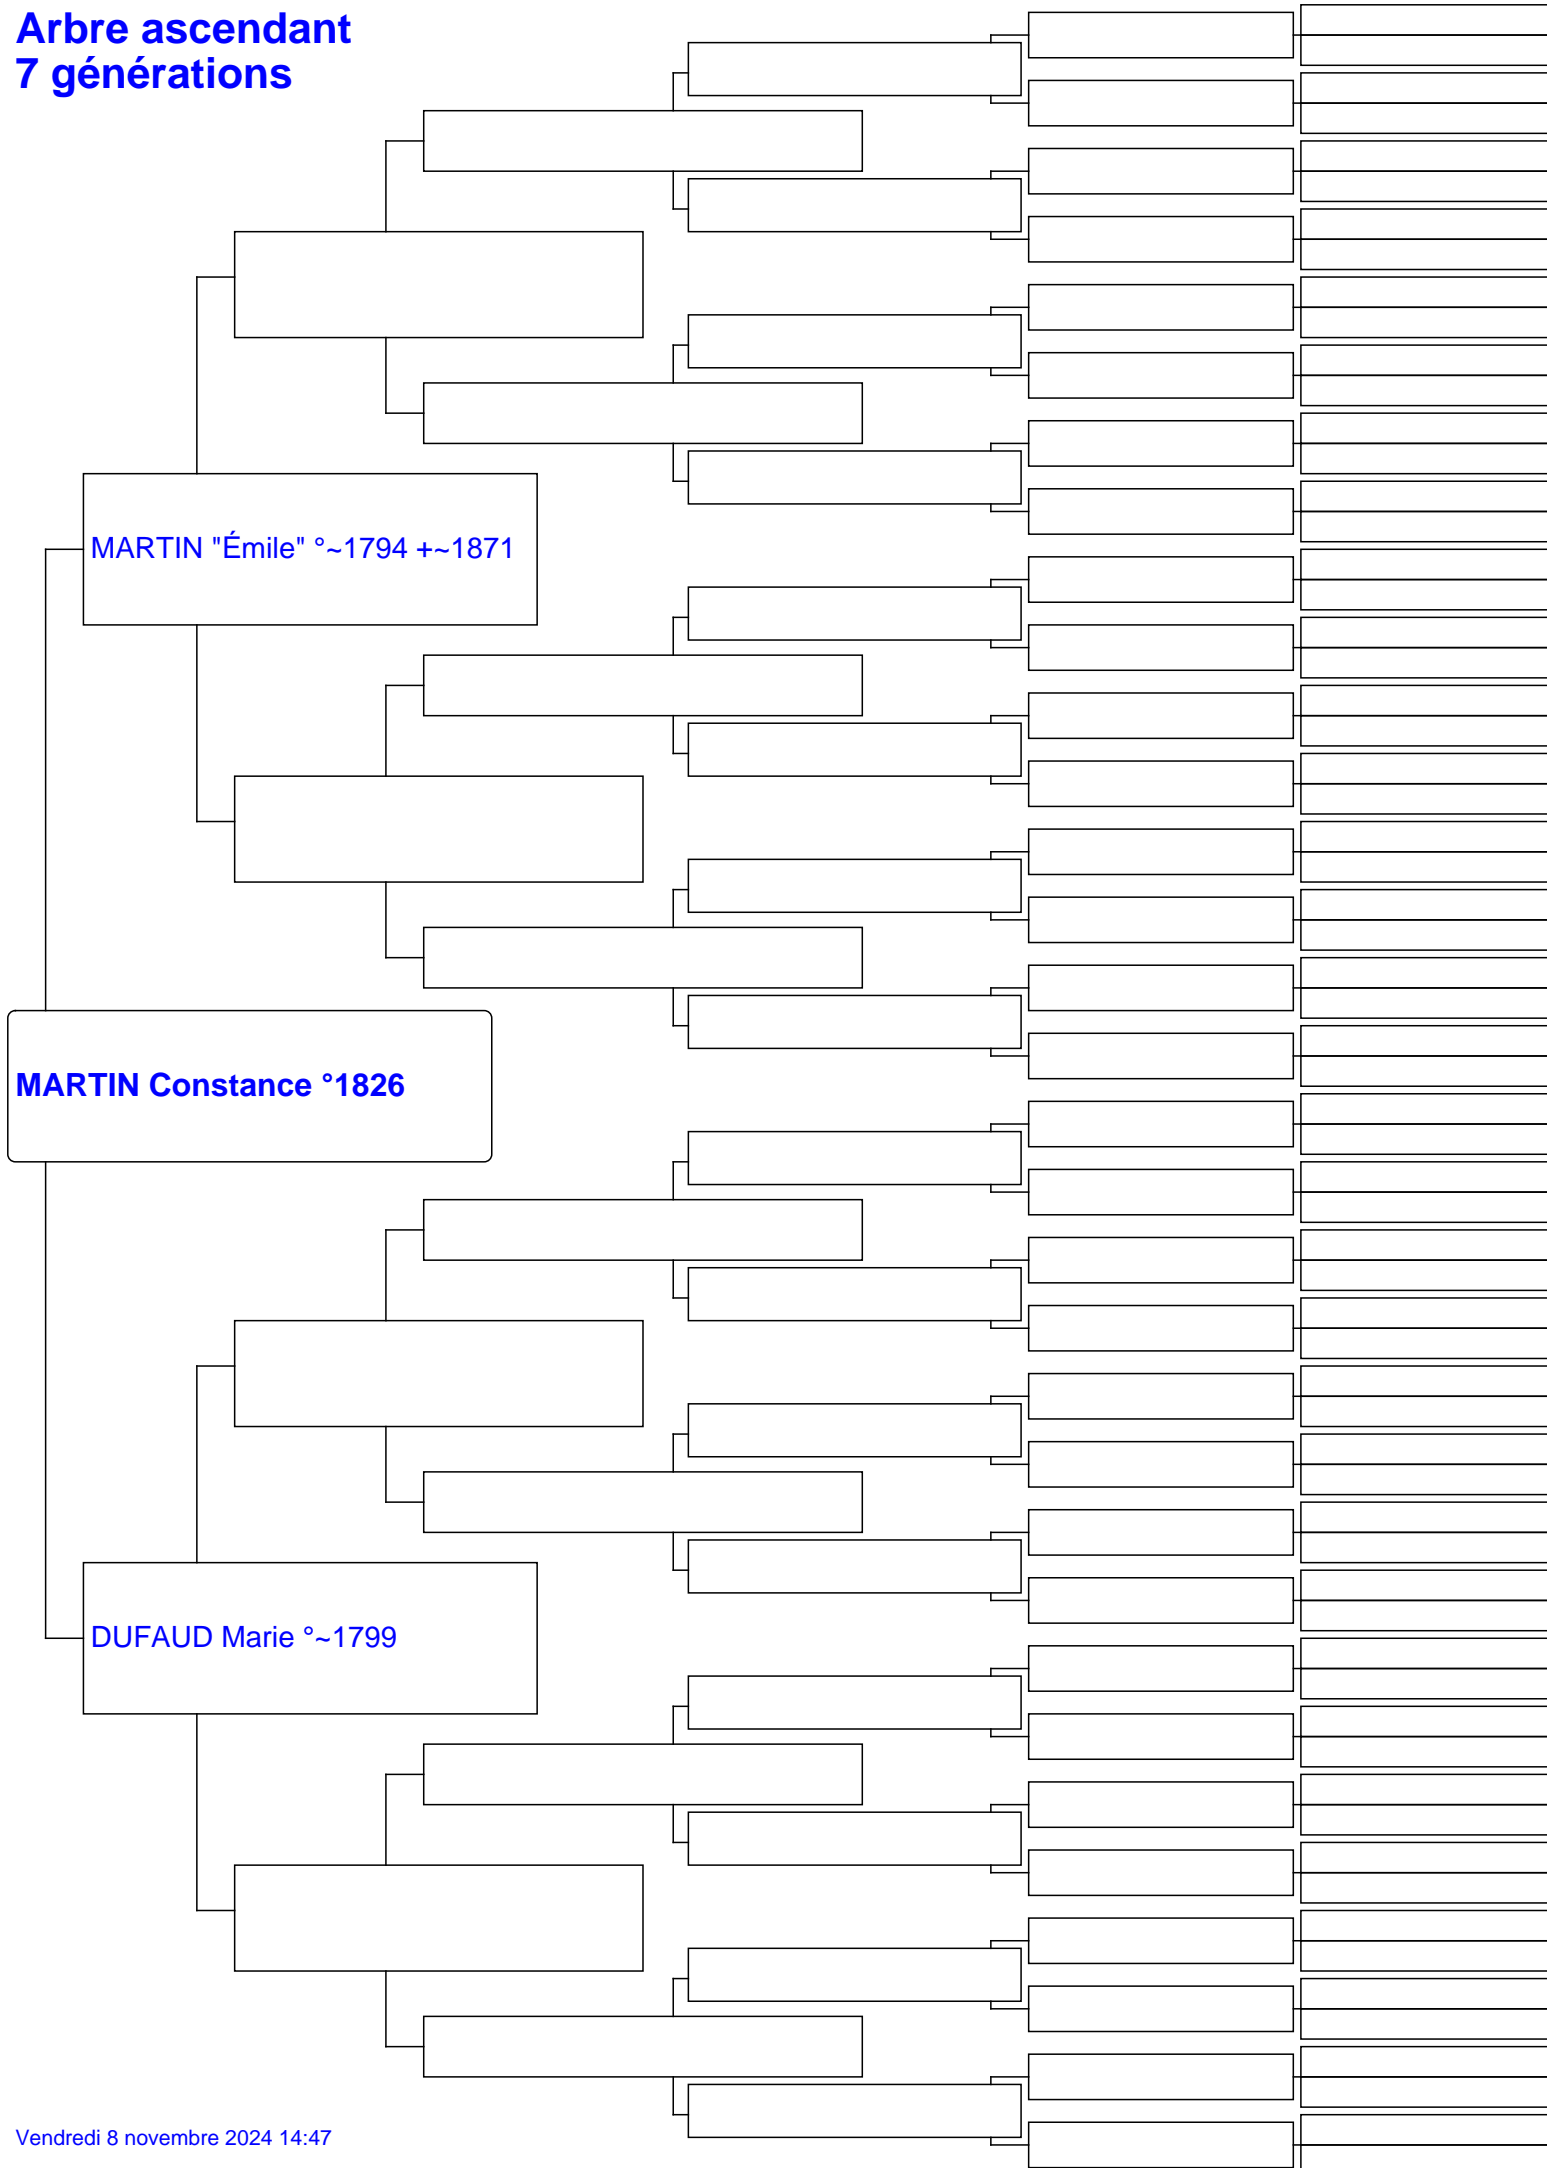 Arbre ascendant
7 générations
MARTIN "Émile" °~1794 +~1871
MARTIN Constance °1826
DUFAUD Marie °~1799
Vendredi 8 novembre 2024 14:47